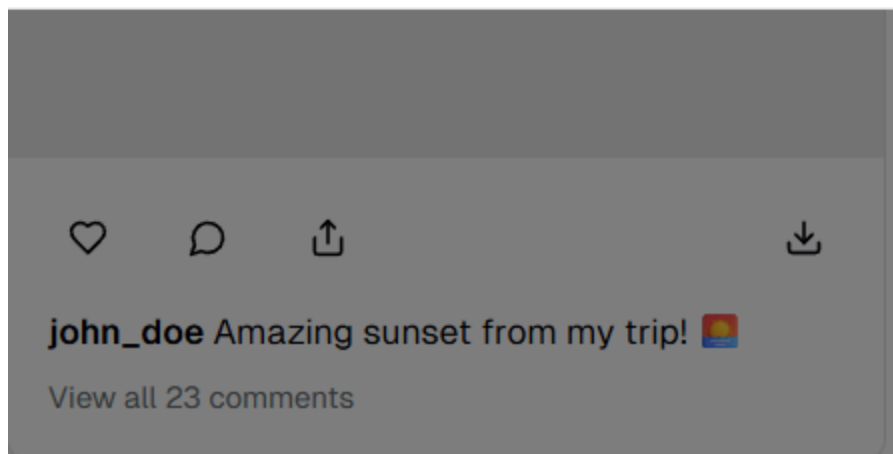 john_doe Amazing sunset from my trip! 🌅
View all 23 comments